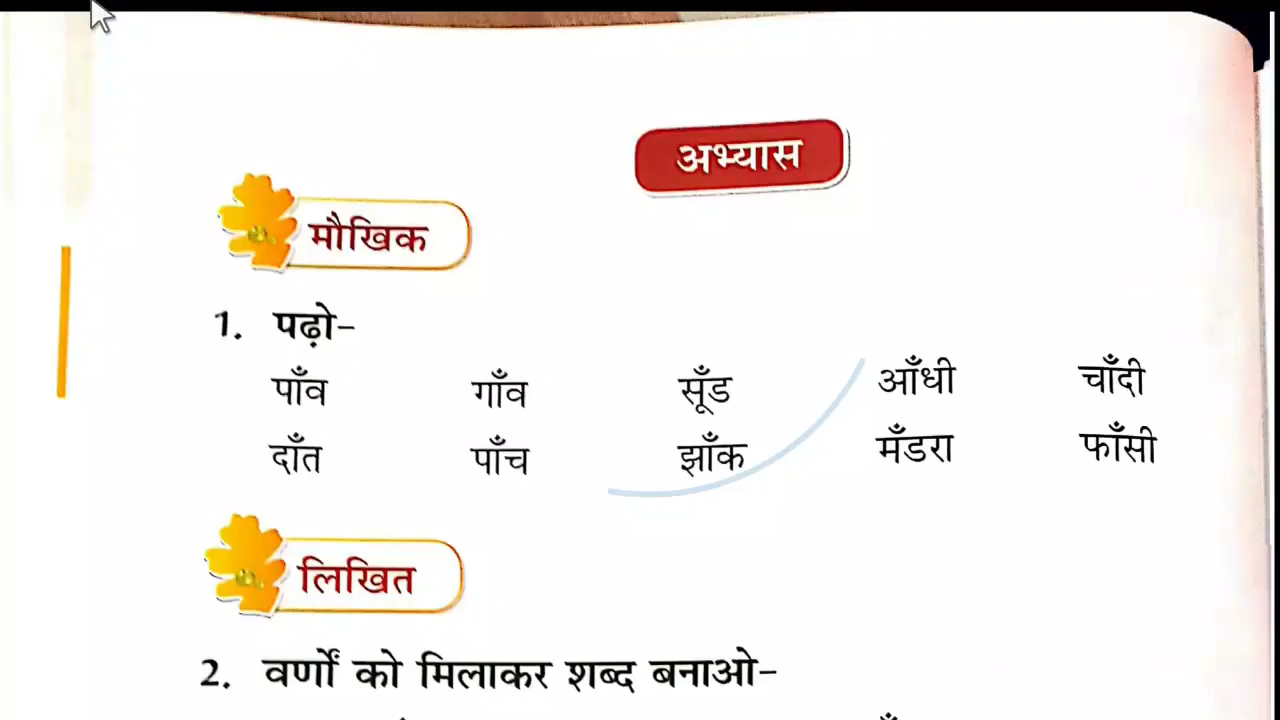 अभ्यास
मौखिक
1. पढ़ो-
पाँव गाँव सूँड आँधी चाँदी
दाँत पाँच झाँक मँडरा फाँसी
लिखित
2. वर्णों को मिलाकर शब्द बनाओ-